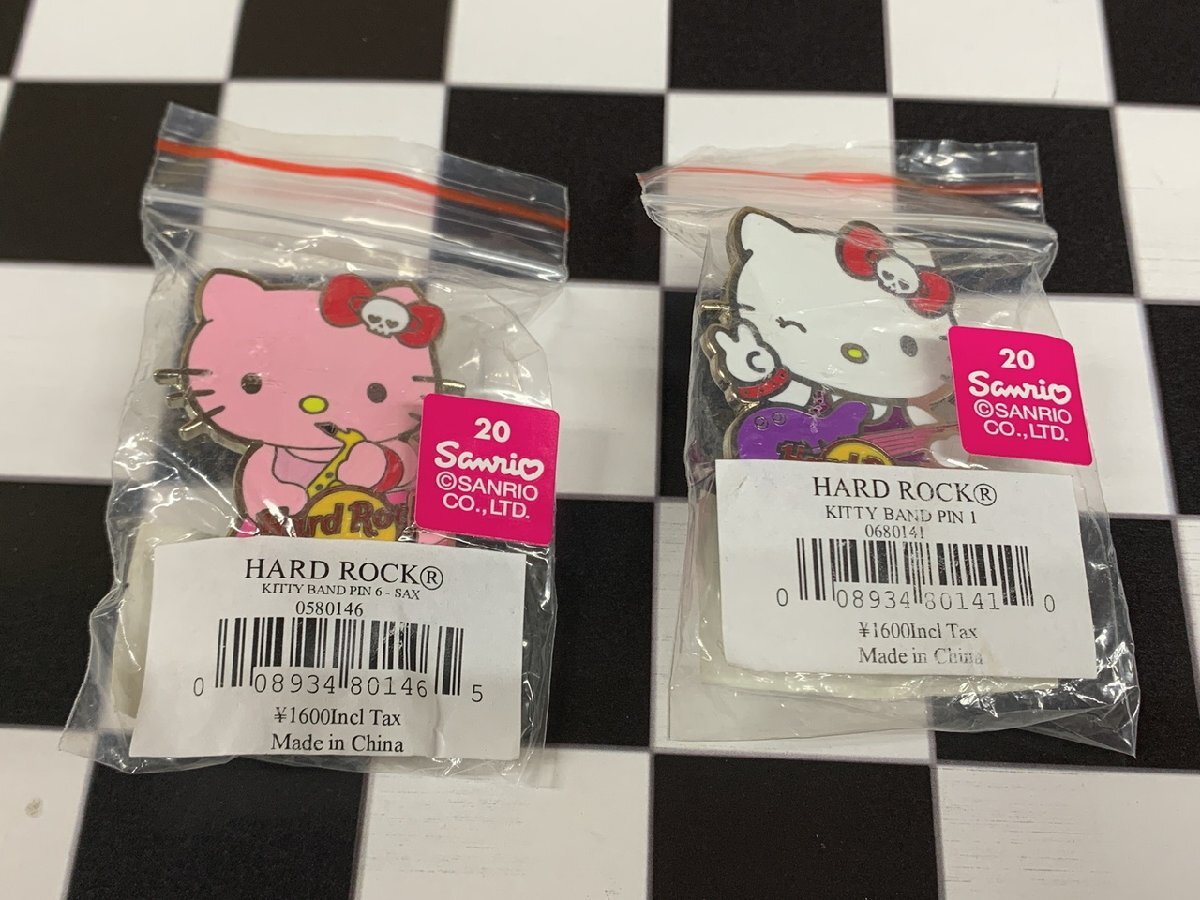 Hard Rock
20
Sanrio
©SANRIO
CO.,LTD.
HARD ROCK®
KITTY BAND PIN 6 - SAX
0580146
0 08934 80146 5
¥1600Incl Tax
Made in China
20
Sanrio
©SANRIO
CO.,LTD.
HARD ROCK®
KITTY BAND PIN 1
0680141
0 08934 80141 0
¥1600Incl Tax
Made in China